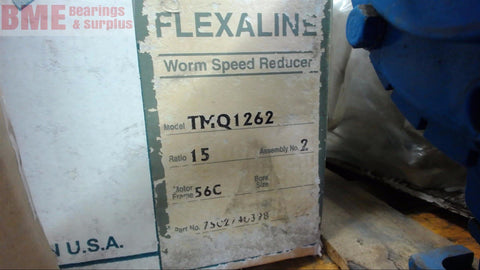 BME Bearings & surplus
FLEXALINE
Worm Speed Reducer
Model TMQ1262
Ratio 15 Assembly No. 2
Motor Frame 56C Bore Size
Part No.
N U.S.A.